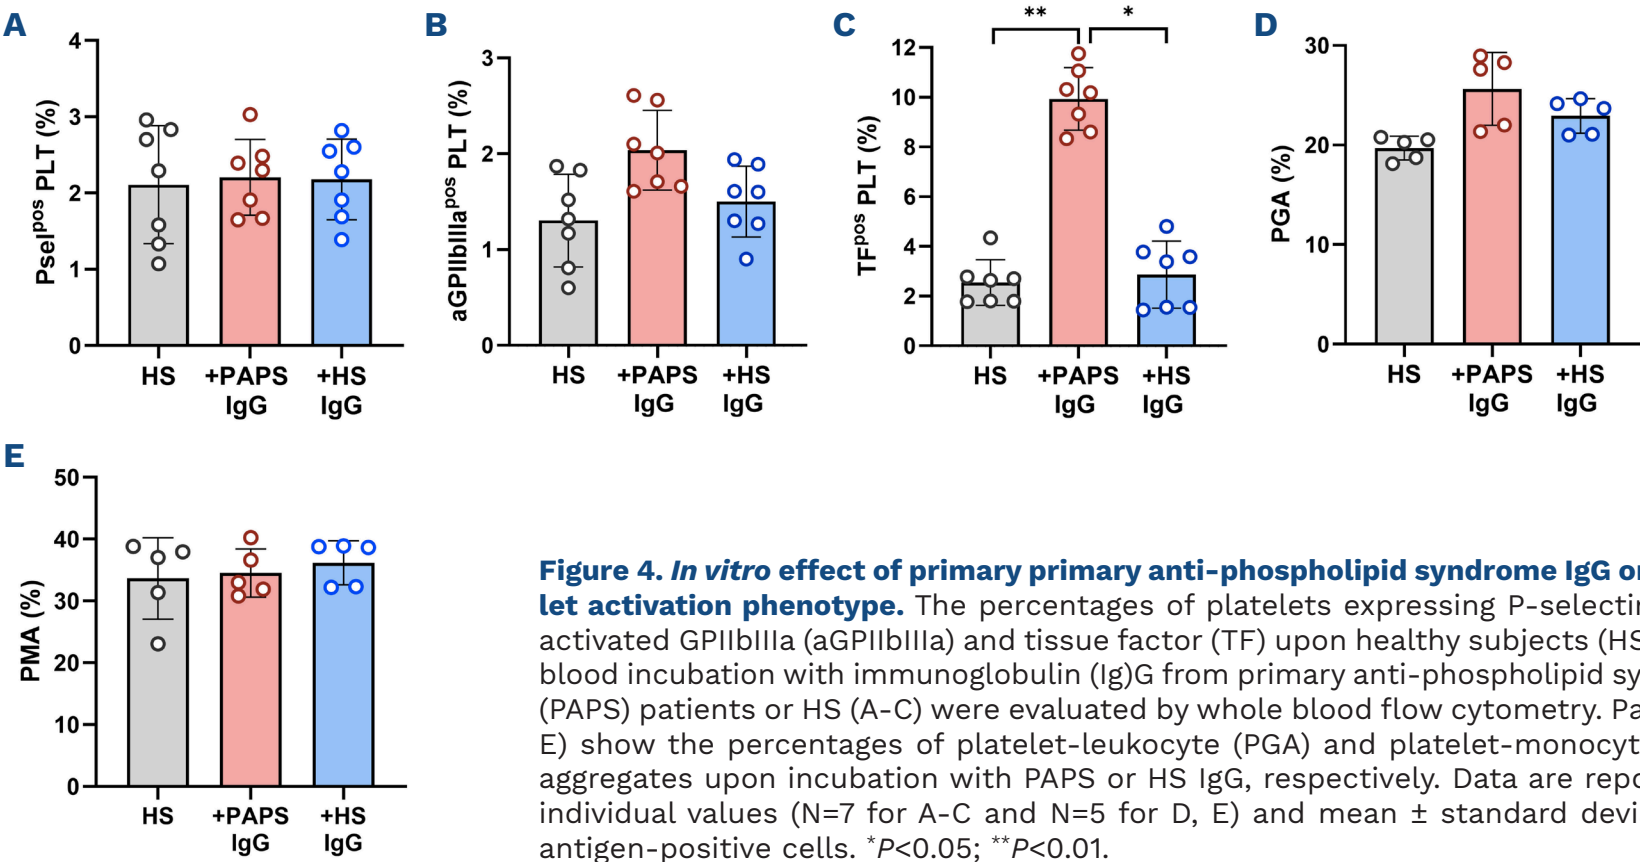 A
4
3
2
1
0
Pselpos PLT (%)
HS
+PAPS
IgG
+HS
IgG
B
3
2
1
0
aGPIIbIIIapos PLT (%)
HS
+PAPS
IgG
+HS
IgG
C
** *
12
10
8
6
4
2
0
TFpos PLT (%)
HS
+PAPS
IgG
+HS
IgG
D
30
20
10
0
PGA (%)
HS
+PAPS
IgG
+HS
IgG
E
50
40
30
20
10
0
PMA (%)
HS
+PAPS
IgG
+HS
IgG
Figure 4. In vitro effect of primary primary anti-phospholipid syndrome IgG
let activation phenotype. The percentages of platelets expressing P-selectin
activated GPIIbIIIa (aGPIIbIIIa) and tissue factor (TF) upon healthy subjects (HS
blood incubation with immunoglobulin (Ig)G from primary anti-phospholipid sy
(PAPS) patients or HS (A-C) were evaluated by whole blood flow cytometry. Pa
E) show the percentages of platelet-leukocyte (PGA) and platelet-monocyt
aggregates upon incubation with PAPS or HS IgG, respectively. Data are repo
individual values (N=7 for A-C and N=5 for D, E) and mean ± standard devi
antigen-positive cells. *P<0.05; **P<0.01.